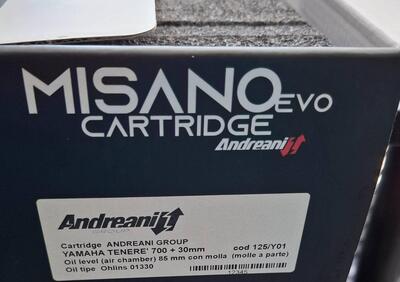 MISANO EVO
CARTRIDGE
Andreani
Andreani
Cartridge ANDREANI GROUP cod 125/Y01
YAMAHA TENERE' 700 + 30mm
Oil level (air chamber) 85 mm con molla (molle a parte)
Oil tipe Ohlins 01330
12345